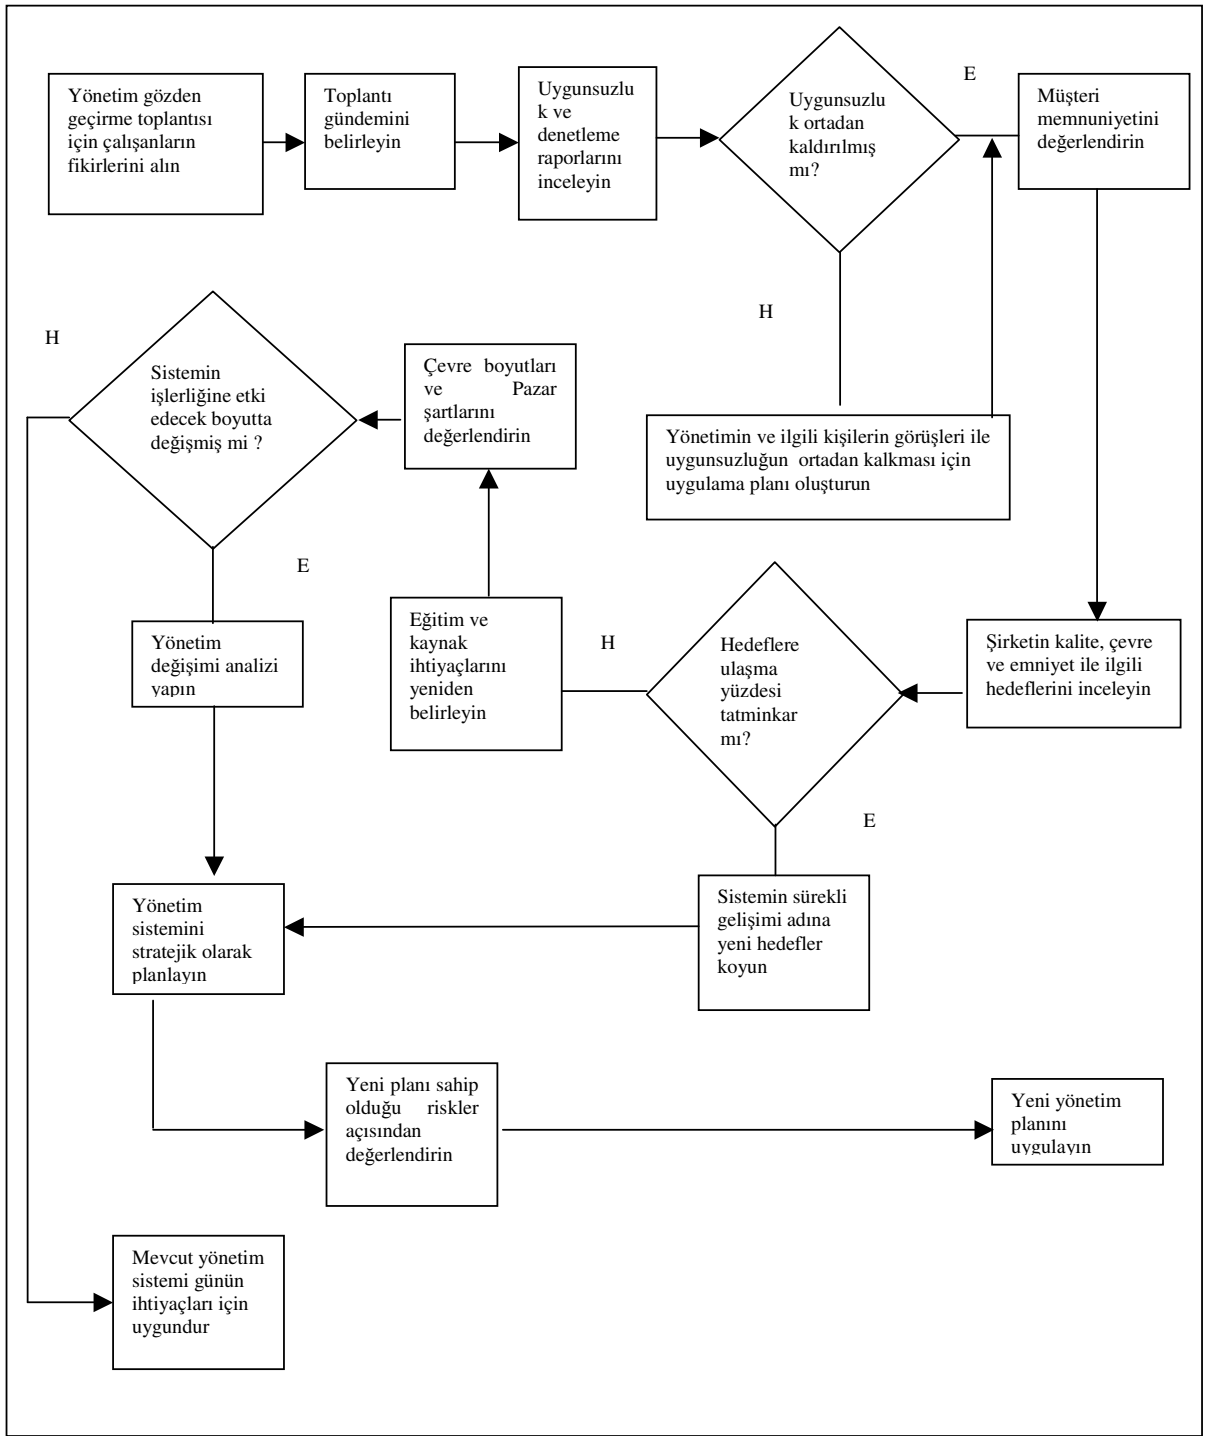 Yönetim gözden
geçirme toplantısı
için çalışanların
fikirlerini alın
Toplantı
gündemini
belirleyin
Uygunsuzlu
k ve
denetleme
raporlarını
inceleyin
Uygunsuzlu
k ortadan
kaldırılmış
mı?
E
Müşteri
memnuniyetini
değerlendirin
H
Yönetimin ve ilgili kişilerin görüşleri ile
uygunsuzluğun ortadan kalkması için
uygulama planı oluşturun
H
Sistemin
işlerliğine etki
edecek boyutta
değişmiş mi ?
Çevre boyutları
ve Pazar
şartlarını
değerlendirin
E
Yönetim
değişimi analizi
yapın
Eğitim ve
kaynak
ihtiyaçlarını
yeniden
belirleyin
H
Hedeflere
ulaşma
yüzdesi
tatminkar
mı?
Şirketin kalite, çevre
ve emniyet ile ilgili
hedeflerini inceleyin
E
Yönetim
sistemini
stratejik olarak
planlayın
Sistemin sürekli
gelişimi adına
yeni hedefler
koyun
Yeni planı sahip
olduğu riskler
açısından
değerlendirin
Yeni yönetim
planını
uygulayın
Mevcut yönetim
sistemi günün
ihtiyaçları için
uygundur